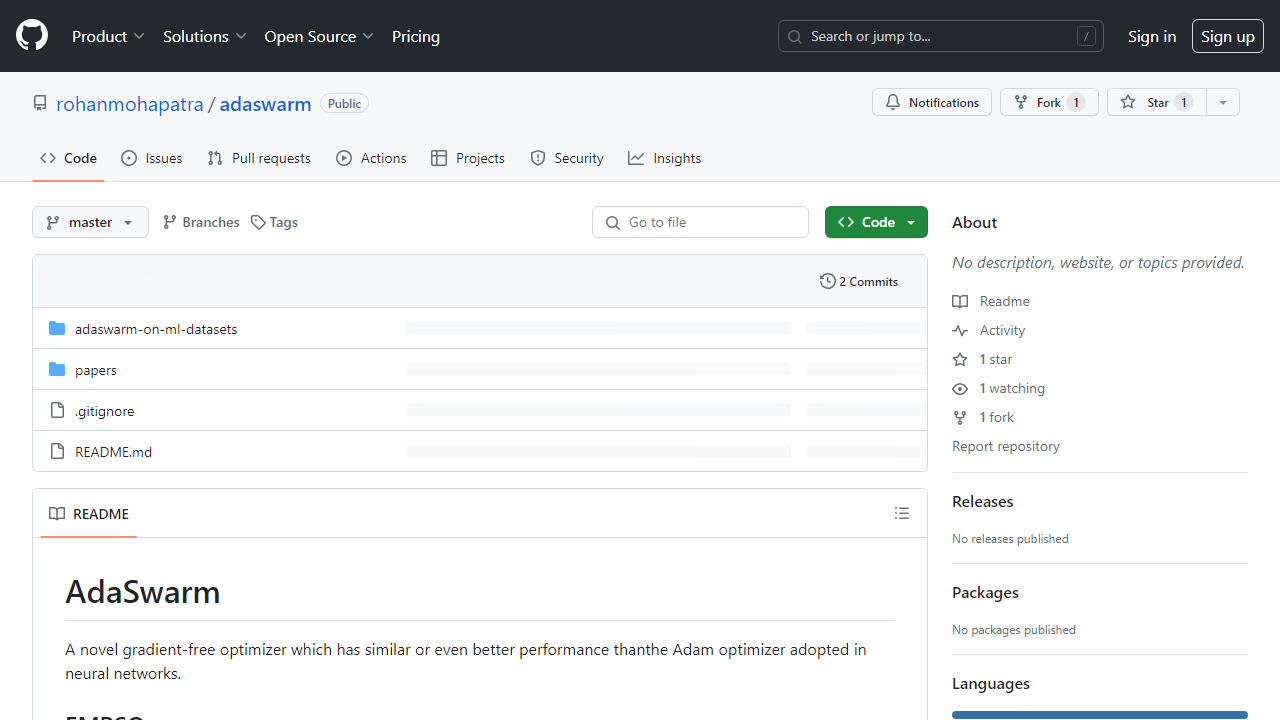 Product
Solutions
Open Source
Pricing
Search or jump to...
/
Sign in
Sign up
rohanmohapatra / adaswarm
Public
Notifications
Fork 1
Star 1
Code
Issues
Pull requests
Actions
Projects
Security
Insights
master
Branches
Tags
Go to file
Code
2 Commits
adaswarm-on-ml-datasets
papers
.gitignore
README.md
README
AdaSwarm
A novel gradient-free optimizer which has similar or even better performance thanthe Adam optimizer adopted in
neural networks.
EMPSO
About
No description, website, or topics provided.
Readme
Activity
1 star
1 watching
1 fork
Report repository
Releases
No releases published
Packages
No packages published
Languages